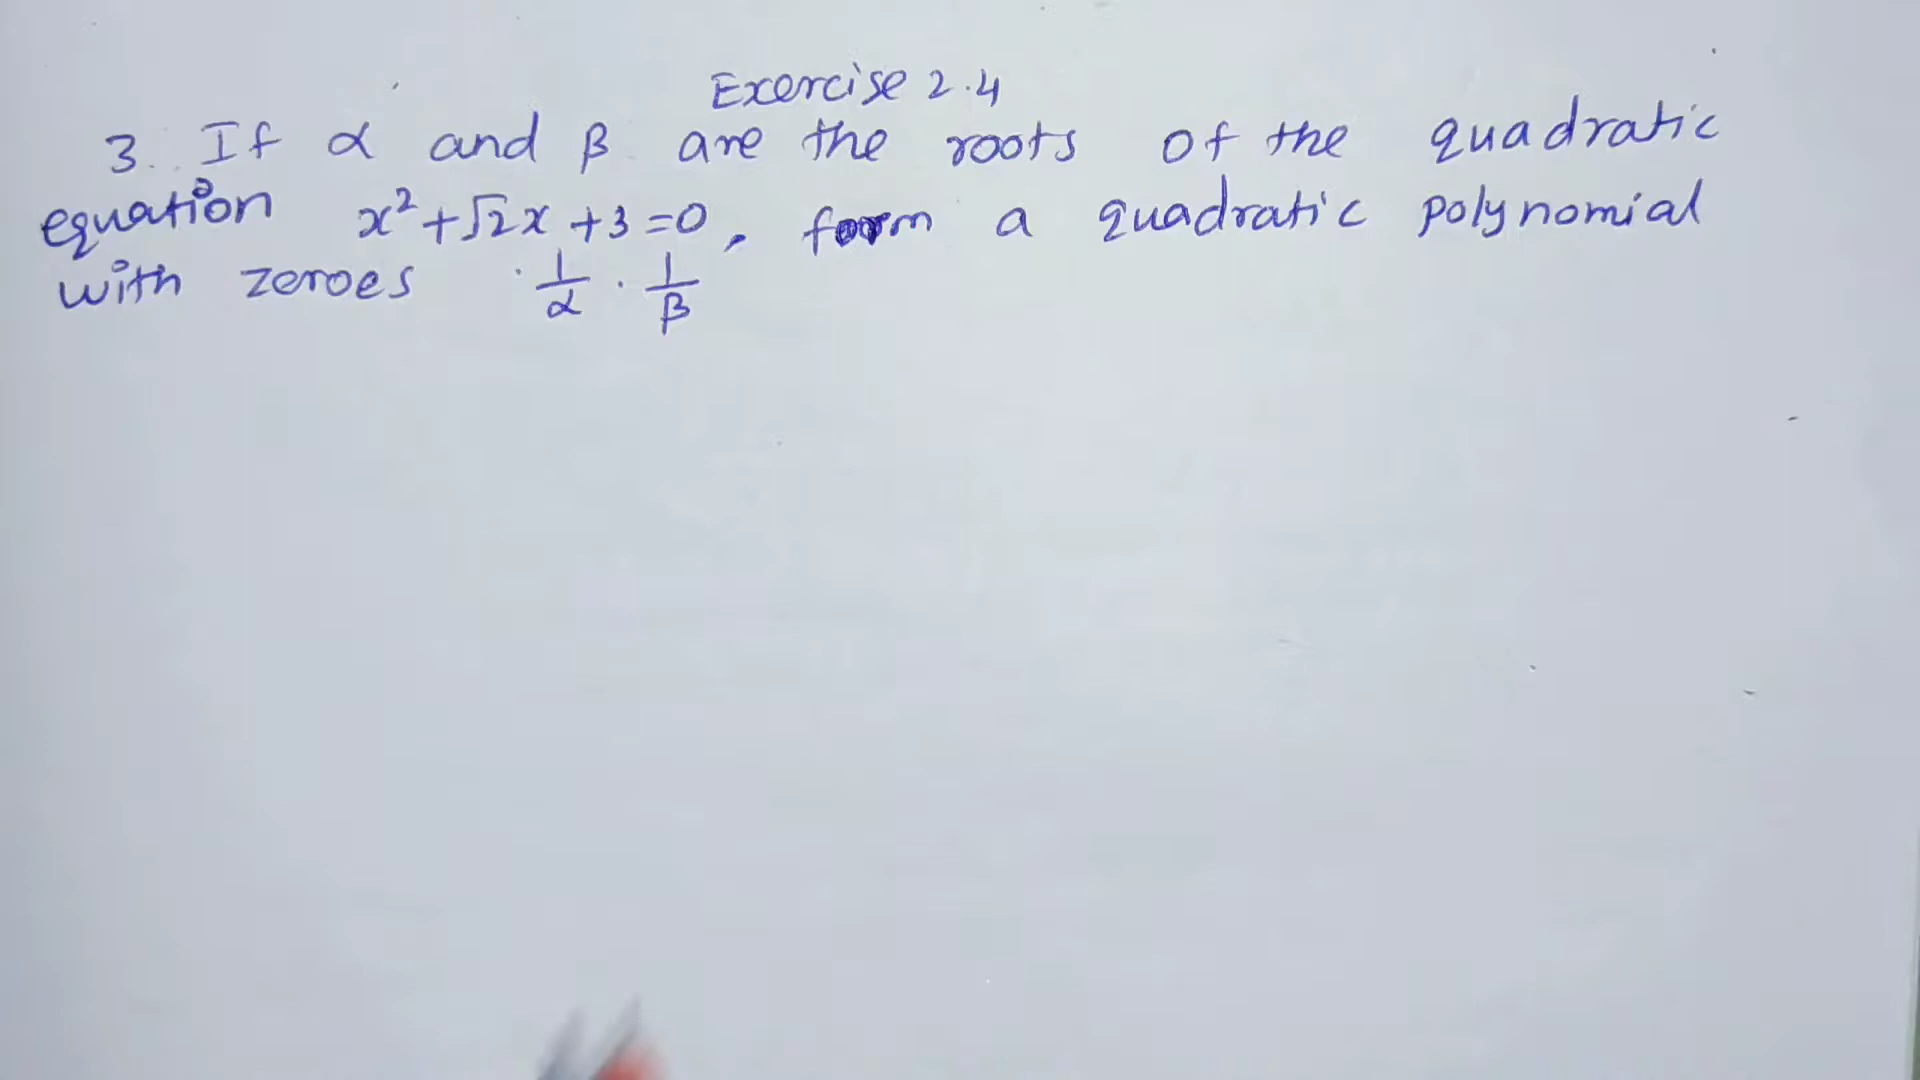 Exercise 2.4
3. If α and β are the roots of the quadratic
equation x² + √2x + 3 = 0, form a quadratic polynomial
with zeroes 1/α . 1/β